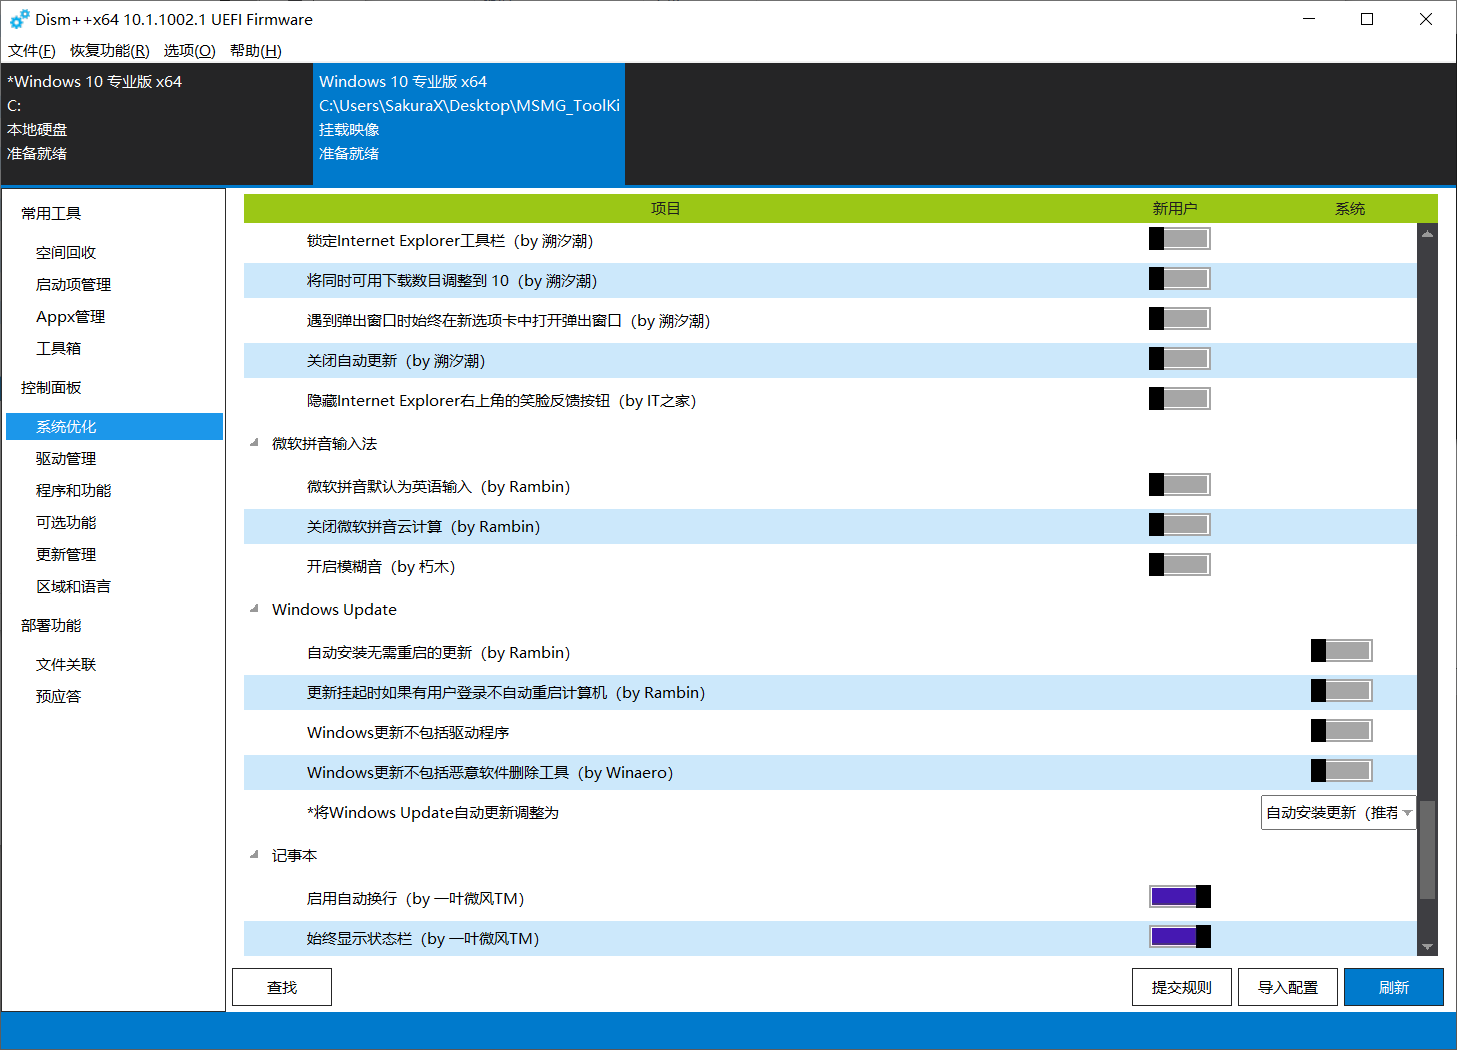 Dism++x64 10.1.1002.1 UEFI Firmware
文件(F) 恢复功能(R) 选项(O) 帮助(H)
*Windows 10 专业版 x64
C:
本地硬盘
准备就绪
Windows 10 专业版 x64
C:\Users\SakuraX\Desktop\MSMG_ToolKi
挂载映像
准备就绪
常用工具
空间回收
启动项管理
Appx管理
工具箱
控制面板
系统优化
驱动管理
程序和功能
可选功能
更新管理
区域和语言
部署功能
文件关联
预应答
项目 新用户 系统
锁定Internet Explorer工具栏（by 溯汐潮）
将同时可用下载数目调整到 10（by 溯汐潮）
遇到弹出窗口时始终在新选项卡中打开弹出窗口（by 溯汐潮）
关闭自动更新（by 溯汐潮）
隐藏Internet Explorer右上角的笑脸反馈按钮（by IT之家）
微软拼音输入法
微软拼音默认为英语输入（by Rambin）
关闭微软拼音云计算（by Rambin）
开启模糊音（by 朽木）
Windows Update
自动安装无需重启的更新（by Rambin）
更新挂起时如果有用户登录不自动重启计算机（by Rambin）
Windows更新不包括驱动程序
Windows更新不包括恶意软件删除工具（by Winaero）
*将Windows Update自动更新调整为 自动安装更新（推荐
记事本
启用自动换行（by 一叶微风TM）
始终显示状态栏（by 一叶微风TM）
查找 提交规则 导入配置 刷新